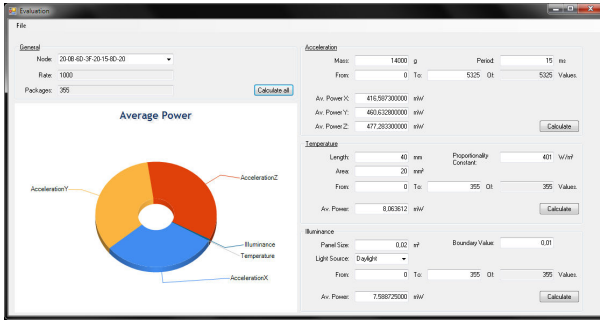 Evaluation
File
General
Node: 20-0B-6D-3F-20-15-8D-20
Rate: 1000
Packages: 355
Calculate all
Average Power
AccelerationZ
AccelerationY
Illuminance
Temperature
AccelerationX
Acceleration
Mass: 14000 g Period: 15 ms
From: 0 To: 5325 Of: 5325 Values.
Av. Power X: 416,587300000 mW
Av. Power Y: 460,632800000 mW
Av. Power Z: 477,283300000 mW Calculate
Temperature
Length: 40 mm Proportionality Constant: 401 W/m²
Area: 20 mm²
From: 0 To: 355 Of: 355 Values.
Av. Power: 8,063612 mW Calculate
Illuminance
Panel Size: 0,02 m² Boundary Value: 0,01
Light Source: Daylight
From: 0 To: 355 Of: 355 Values.
Av. Power: 7.588725000 mW Calculate